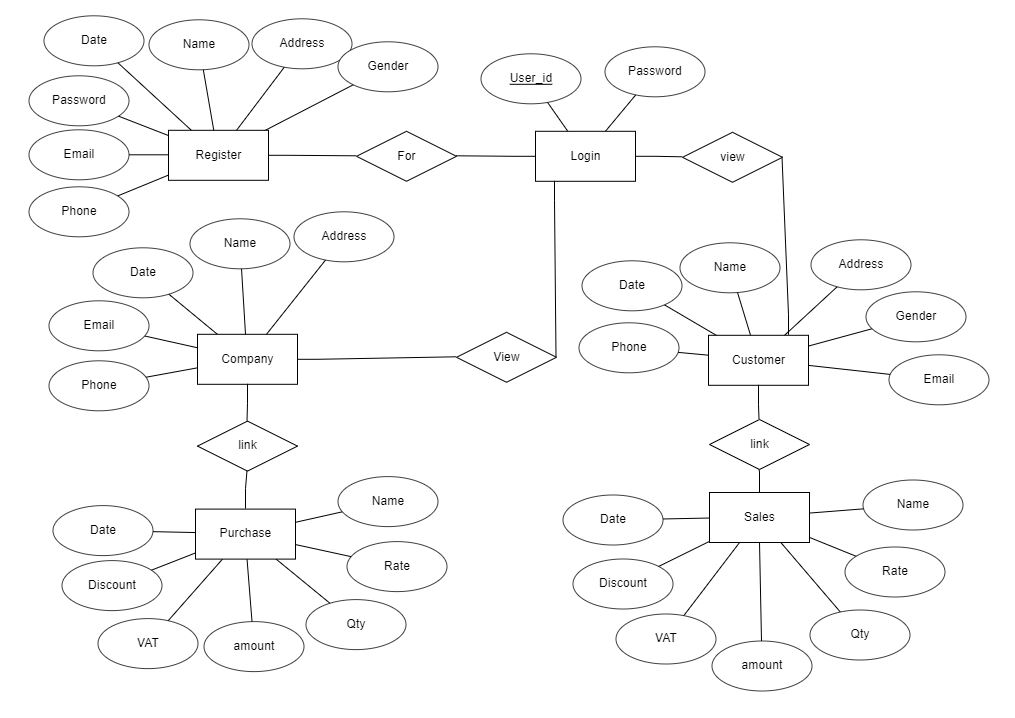 Date
Name
Address
Gender
Password
Email
Phone
Register
For
User_id
Password
Login
view
Date
Name
Address
Email
Phone
Company
View
Date
Name
Address
Gender
Phone
Email
Customer
link
link
Date
Name
Purchase
Discount
Rate
VAT
amount
Qty
Date
Name
Sales
Discount
Rate
VAT
amount
Qty